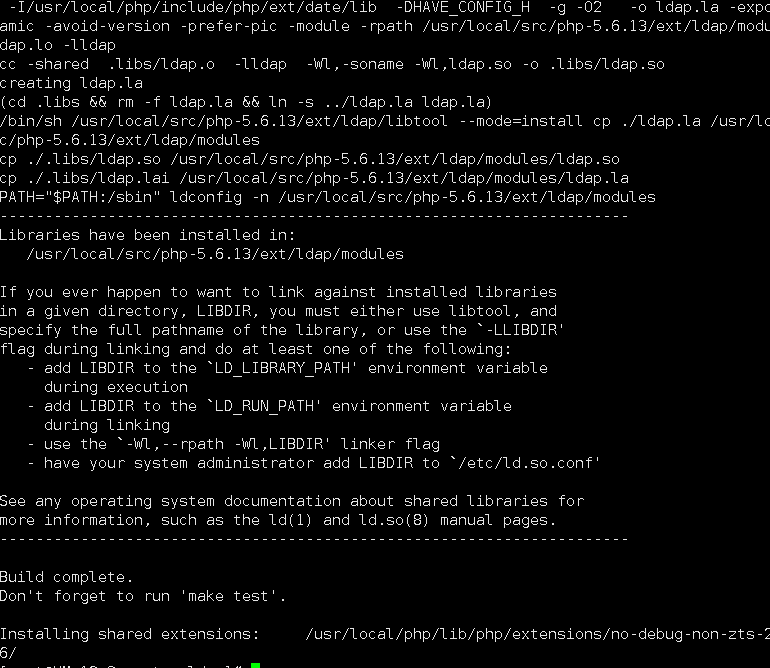 -I/usr/local/php/include/php/ext/date/lib  -DHAVE_CONFIG_H  -g -O2   -o ldap.la -expo
amic -avoid-version -prefer-pic -module -rpath /usr/local/src/php-5.6.13/ext/ldap/modu
dap.lo -lldap
cc -shared  .libs/ldap.o  -lldap  -Wl,-soname -Wl,ldap.so -o .libs/ldap.so
creating ldap.la
(cd .libs && rm -f ldap.la && ln -s ../ldap.la ldap.la)
/bin/sh /usr/local/src/php-5.6.13/ext/ldap/libtool --mode=install cp ./ldap.la /usr/lo
c/php-5.6.13/ext/ldap/modules
cp ./.libs/ldap.so /usr/local/src/php-5.6.13/ext/ldap/modules/ldap.so
cp ./.libs/ldap.lai /usr/local/src/php-5.6.13/ext/ldap/modules/ldap.la
PATH="$PATH:/sbin" ldconfig -n /usr/local/src/php-5.6.13/ext/ldap/modules
----------------------------------------------------------------------
Libraries have been installed in:
   /usr/local/src/php-5.6.13/ext/ldap/modules

If you ever happen to want to link against installed libraries
in a given directory, LIBDIR, you must either use libtool, and
specify the full pathname of the library, or use the `-LLIBDIR'
flag during linking and do at least one of the following:
   - add LIBDIR to the `LD_LIBRARY_PATH' environment variable
     during execution
   - add LIBDIR to the `LD_RUN_PATH' environment variable
     during linking
   - use the `-Wl,--rpath -Wl,LIBDIR' linker flag
   - have your system administrator add LIBDIR to `/etc/ld.so.conf'

See any operating system documentation about shared libraries for
more information, such as the ld(1) and ld.so(8) manual pages.
----------------------------------------------------------------------

Build complete.
Don't forget to run 'make test'.

Installing shared extensions:     /usr/local/php/lib/php/extensions/no-debug-non-zts-2
6/